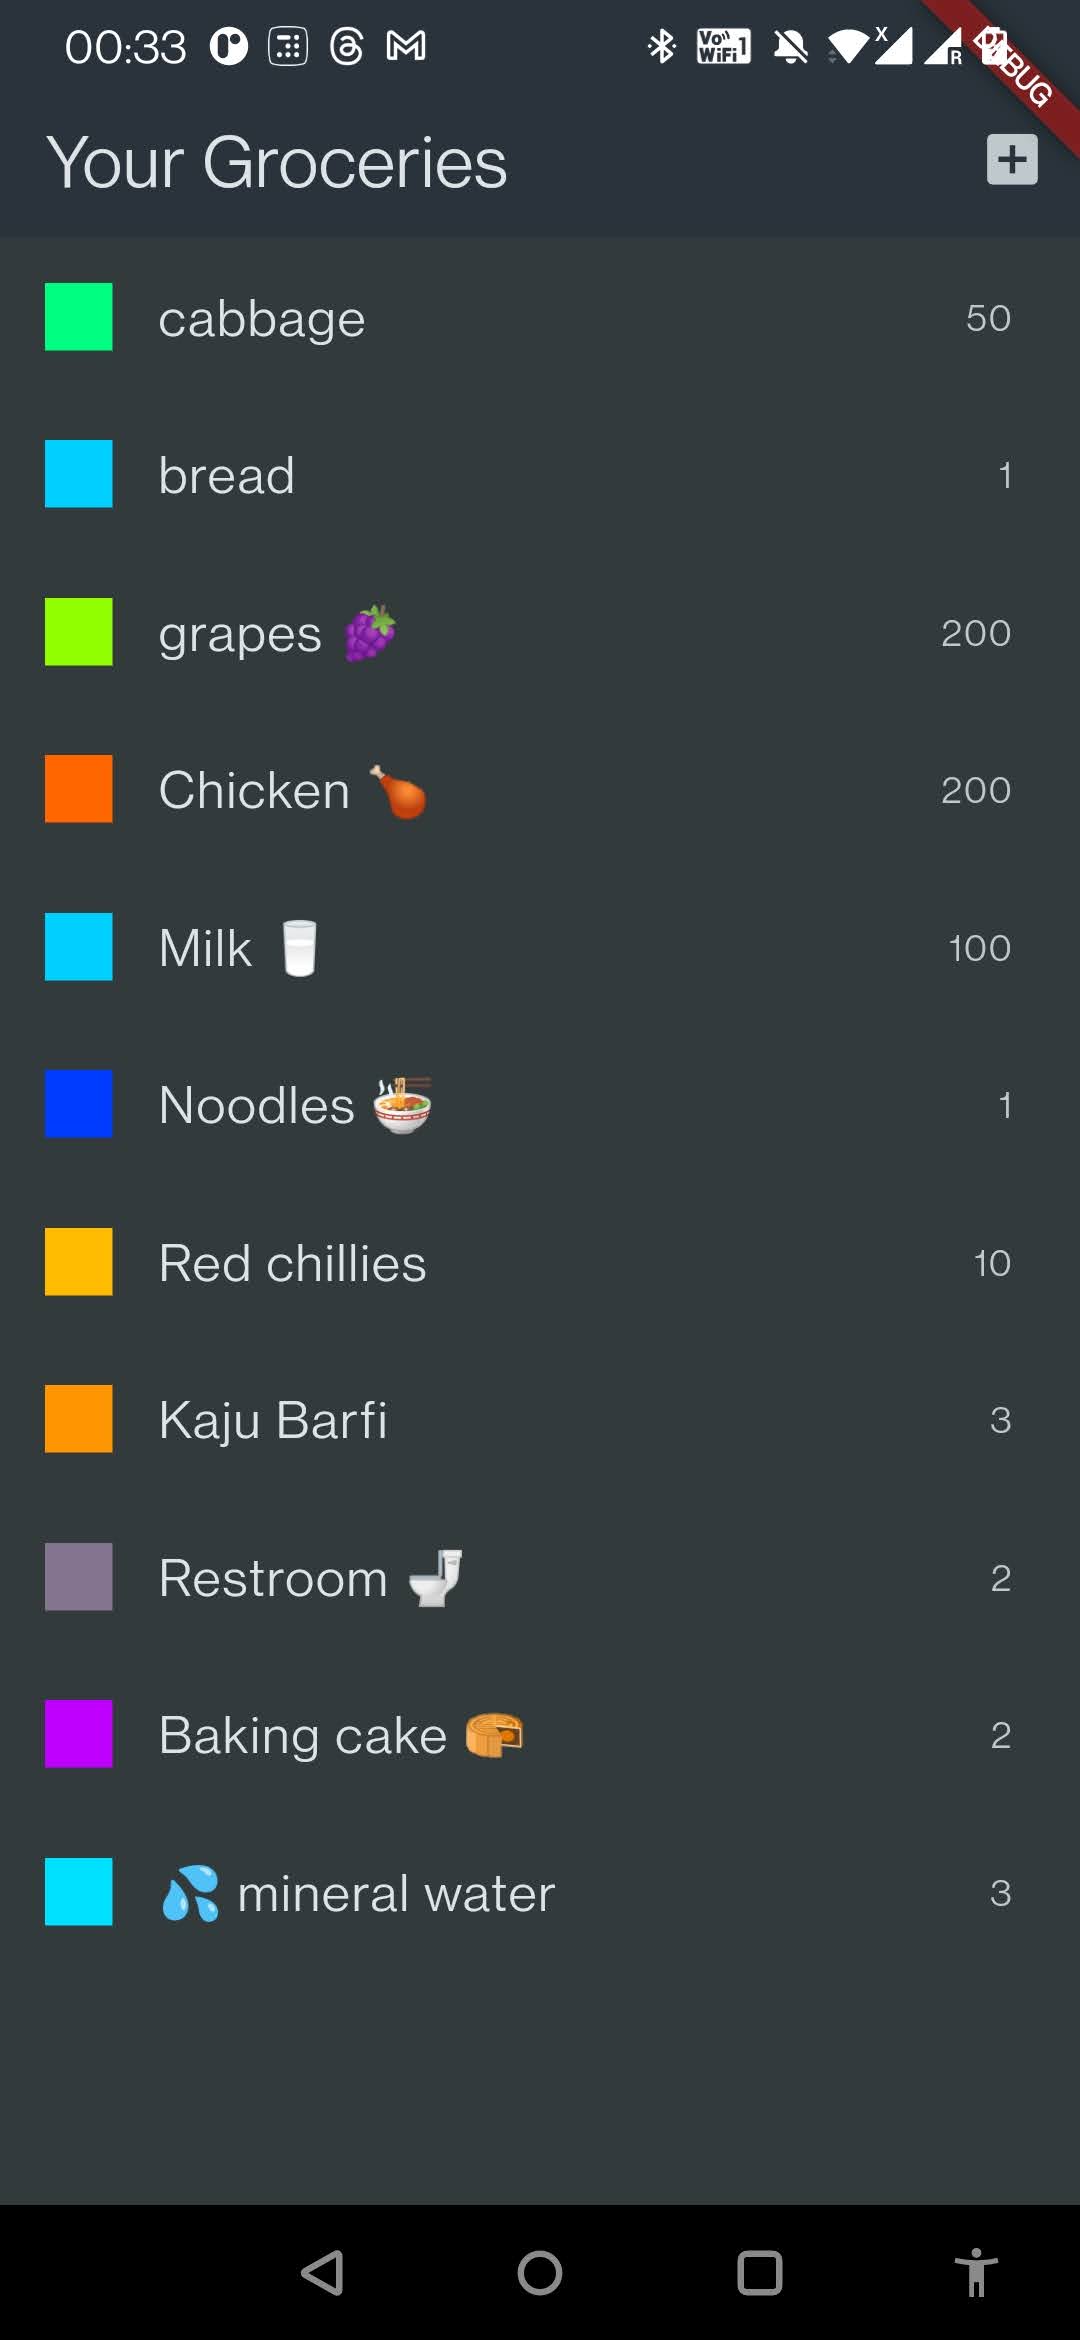 00:33
Vo WiFi 1 X R
DEBUG
Your Groceries
cabbage 50
bread 1
grapes 🍇 200
Chicken 🍗 200
Milk 🥛 100
Noodles 🍜 1
Red chillies 10
Kaju Barfi 3
Restroom 🚽 2
Baking cake 🥮 2
💦 mineral water 3